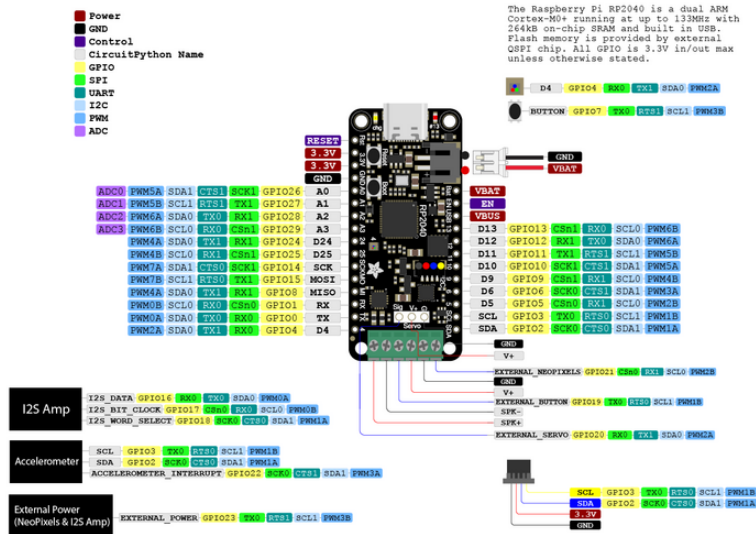 Power
GND
Control
CircuitPython Name
GPIO
SPI
UART
I2C
PWM
ADC
The Raspberry Pi RP2040 is a dual ARM
Cortex-M0+ running at up to 133MHz with
264kB on-chip SRAM and built in USB.
Flash memory is provided by external
QSPI chip. All GPIO is 3.3V in/out max
unless otherwise stated.
D4 GPIO4 RX0 TX1 SDA0 PWM2A
BUTTON GPIO7 TX0 RTS1 SCL1 PWM3B
GND
VBAT
RESET
3.3V
3.3V
GND
ADC0 PWM5A SDA1 CTS1 SCK1 GPIO26 A0
ADC1 PWM5B SCL1 RTS1 TX1 GPIO27 A1
ADC2 PWM6A SDA0 TX0 RX1 GPIO28 A2
ADC3 PWM6B SCL0 RX0 CSn1 GPIO29 A3
PWM4A SDA0 TX1 RX1 GPIO24 D24
PWM4B SCL0 RX1 CSn1 GPIO25 D25
PWM7A SDA1 CTS0 SCK1 GPIO14 SCK
PWM7B SCL1 RTS0 TX1 GPIO15 MOSI
PWM4A SDA0 TX1 RX1 GPIO8 MISO
PWM0B SCL0 RX0 CSn0 GPIO1 RX
PWM0A SDA0 TX0 RX0 GPIO0 TX
PWM2A SDA0 TX1 RX0 GPIO4 D4
Reset
Boot
RP2040
Sig V+ G
Servo
VBAT
EN
VBUS
D13 GPIO13 CSn1 RX0 SCL0 PWM6B
D12 GPIO12 RX1 TX0 SDA0 PWM6A
D11 GPIO11 TX1 RTS1 SCL1 PWM5B
D10 GPIO10 SCK1 CTS1 SDA1 PWM5A
D9 GPIO9 CSn1 RX1 SCL0 PWM4B
D6 GPIO6 SCK0 CTS1 SDA1 PWM3A
D5 GPIO5 CSn0 RX1 SCL0 PWM2B
SCL GPIO3 TX0 RTS0 SCL1 PWM1B
SDA GPIO2 SCK0 CTS0 SDA1 PWM1A
GND
V+
EXTERNAL_NEOPIXELS GPIO21 CSn0 RX1 SCL0 PWM2B
GND
V+
EXTERNAL_BUTTON GPIO19 TX0 RTS0 SCL1 PWM1B
SPK-
SPK+
EXTERNAL_SERVO GPIO20 RX0 TX1 SDA0 PWM2A
I2S Amp
I2S_DATA GPIO16 RX0 TX0 SDA0 PWM0A
I2S_BIT_CLOCK GPIO17 CSn0 RX0 SCL0 PWM0B
I2S_WORD_SELECT GPIO18 SCK0 CTS0 SDA1 PWM1A
Accelerometer
SCL GPIO3 TX0 RTS0 SCL1 PWM1B
SDA GPIO2 SCK0 CTS0 SDA1 PWM1A
ACCELEROMETER_INTERRUPT GPIO22 SCK0 CTS1 SDA1 PWM3A
External Power
(NeoPixels & I2S Amp)
EXTERNAL_POWER GPIO23 TX0 RTS1 SCL1 PWM3B
SCL GPIO3 TX0 RTS0 SCL1 PWM1B
SDA GPIO2 SCK0 CTS0 SDA1 PWM1A
3.3V
GND